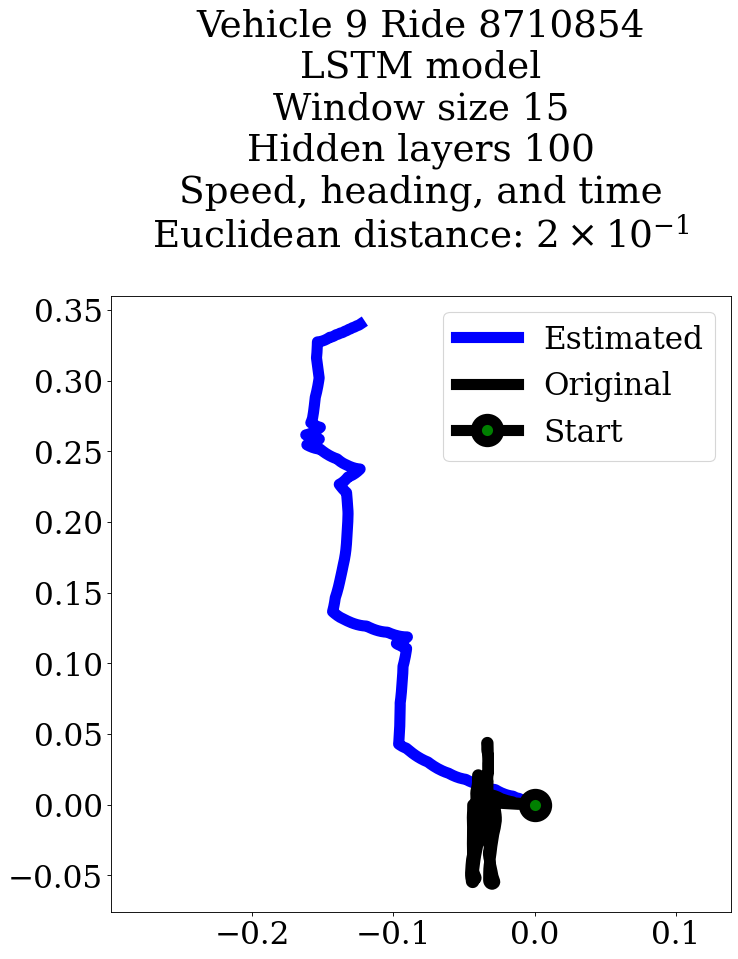 Vehicle 9 Ride 8710854
LSTM model
Window size 15
Hidden layers 100
Speed, heading, and time
Euclidean distance: 2 × 10⁻¹
Estimated
Original
Start
0.35
0.30
0.25
0.20
0.15
0.10
0.05
0.00
−0.05
−0.2 −0.1 0.0 0.1